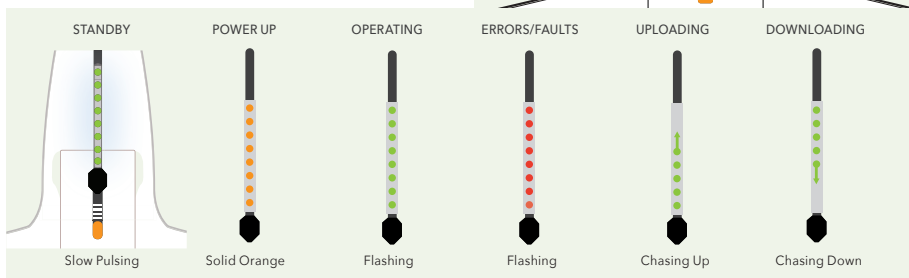 STANDBY
POWER UP
OPERATING
ERRORS/FAULTS
UPLOADING
DOWNLOADING
Slow Pulsing
Solid Orange
Flashing
Flashing
Chasing Up
Chasing Down